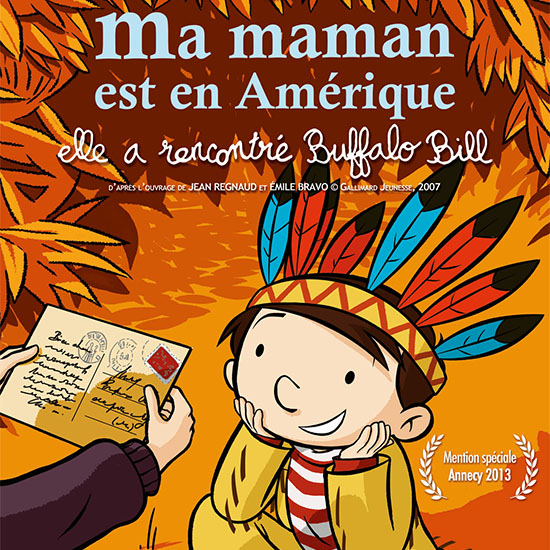 Ma maman
est en Amérique
elle a rencontré Buffalo Bill
D'APRÈS L'OUVRAGE DE JEAN REGNAUD ET ÉMILE BRAVO © GALLIMARD JEUNESSE, 2007
Mention spéciale
Annecy 2013